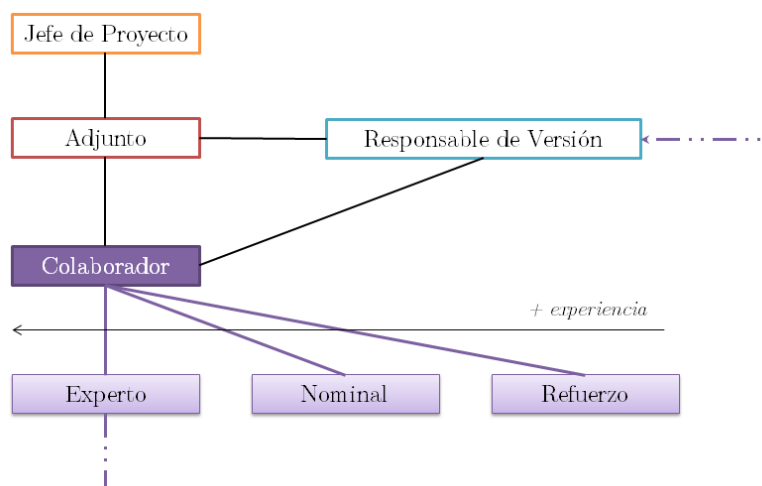 Jefe de Proyecto
Adjunto
Responsable de Versión
Colaborador
+ experiencia
Experto
Nominal
Refuerzo